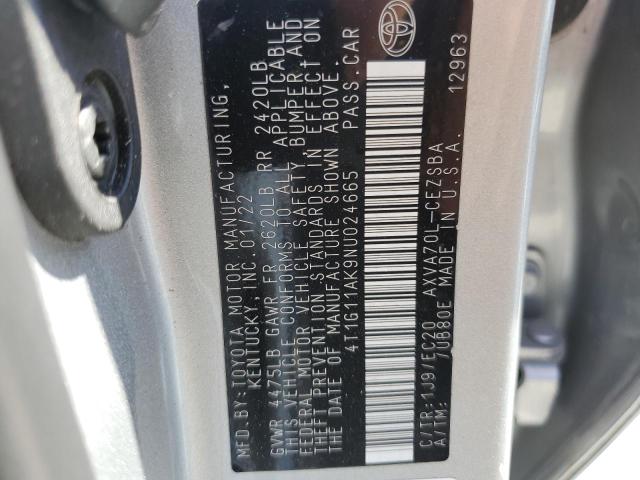 MFD. BY: TOYOTA MOTOR MANUFACTURING,
KENTUCKY, INC. 01/22
GVWR 4475LB GAWR FR 2620LB RR 2420LB
THIS VEHICLE CONFORMS TO ALL APPLICABLE
FEDERAL MOTOR VEHICLE SAFETY, BUMPER, AND
THEFT PREVENTION STANDARDS IN EFFECT ON
THE DATE OF MANUFACTURE SHOWN ABOVE.
4T1G11AK9NU024665 PASS. CAR
C/TR: 1J9/EC20 AXVA70L-CEZSBA
A/TM: /UB80E MADE IN U.S.A. 12963